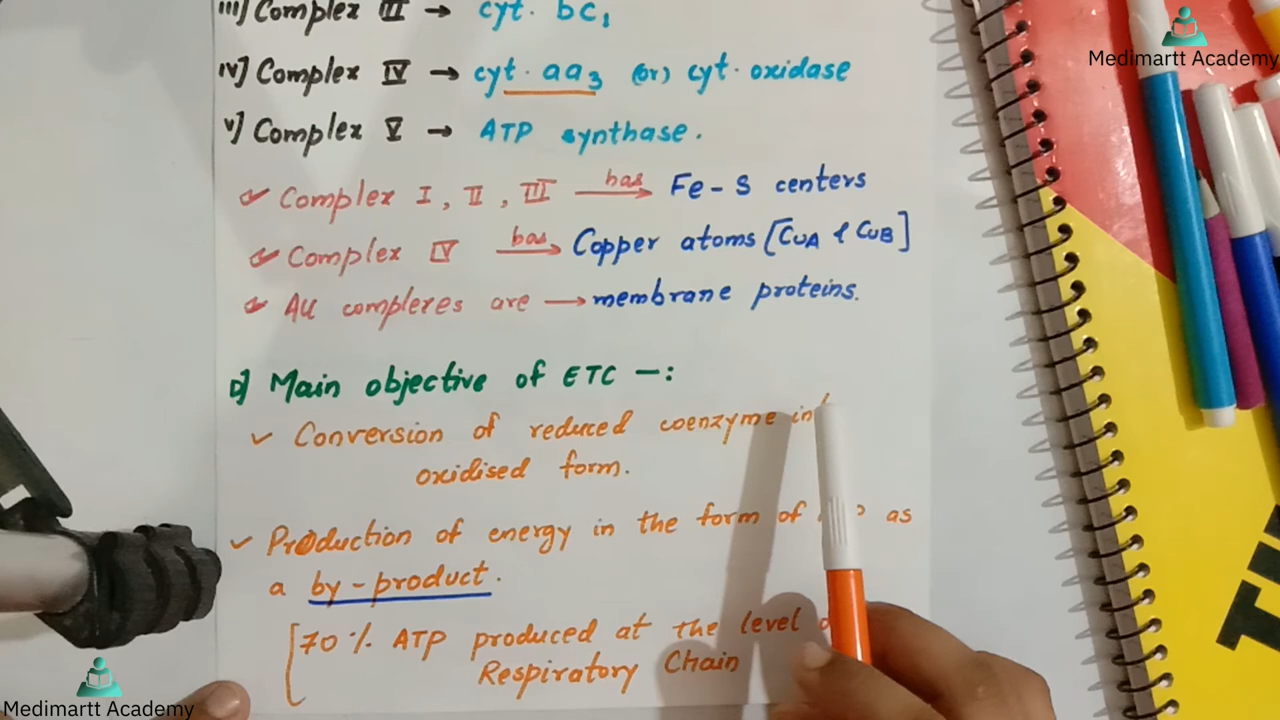 iii] Complex III → cyt. bc1
iv] Complex IV → cyt. aa3 (or) cyt. oxidase
v] Complex V → ATP synthase.
Complex I, II, III has → Fe-S centers
Complex IV has → Copper atoms [CuA & CuB]
All complexes are → membrane proteins.
D] Main objective of ETC -:
✓ Conversion of reduced coenzyme
oxidised form.
✓ Production of energy in the form of as
a by-product.
[70% ATP produced at the level
Respiratory Chain
Medimartt Academy
Medimartt Academy